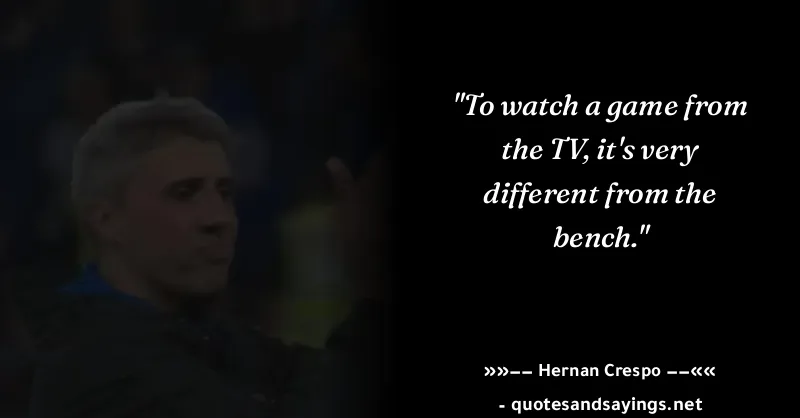 "To watch a game from
the TV, it's very
different from the
bench."
»»−− Hernan Crespo −−««
- quotesandsayings.net